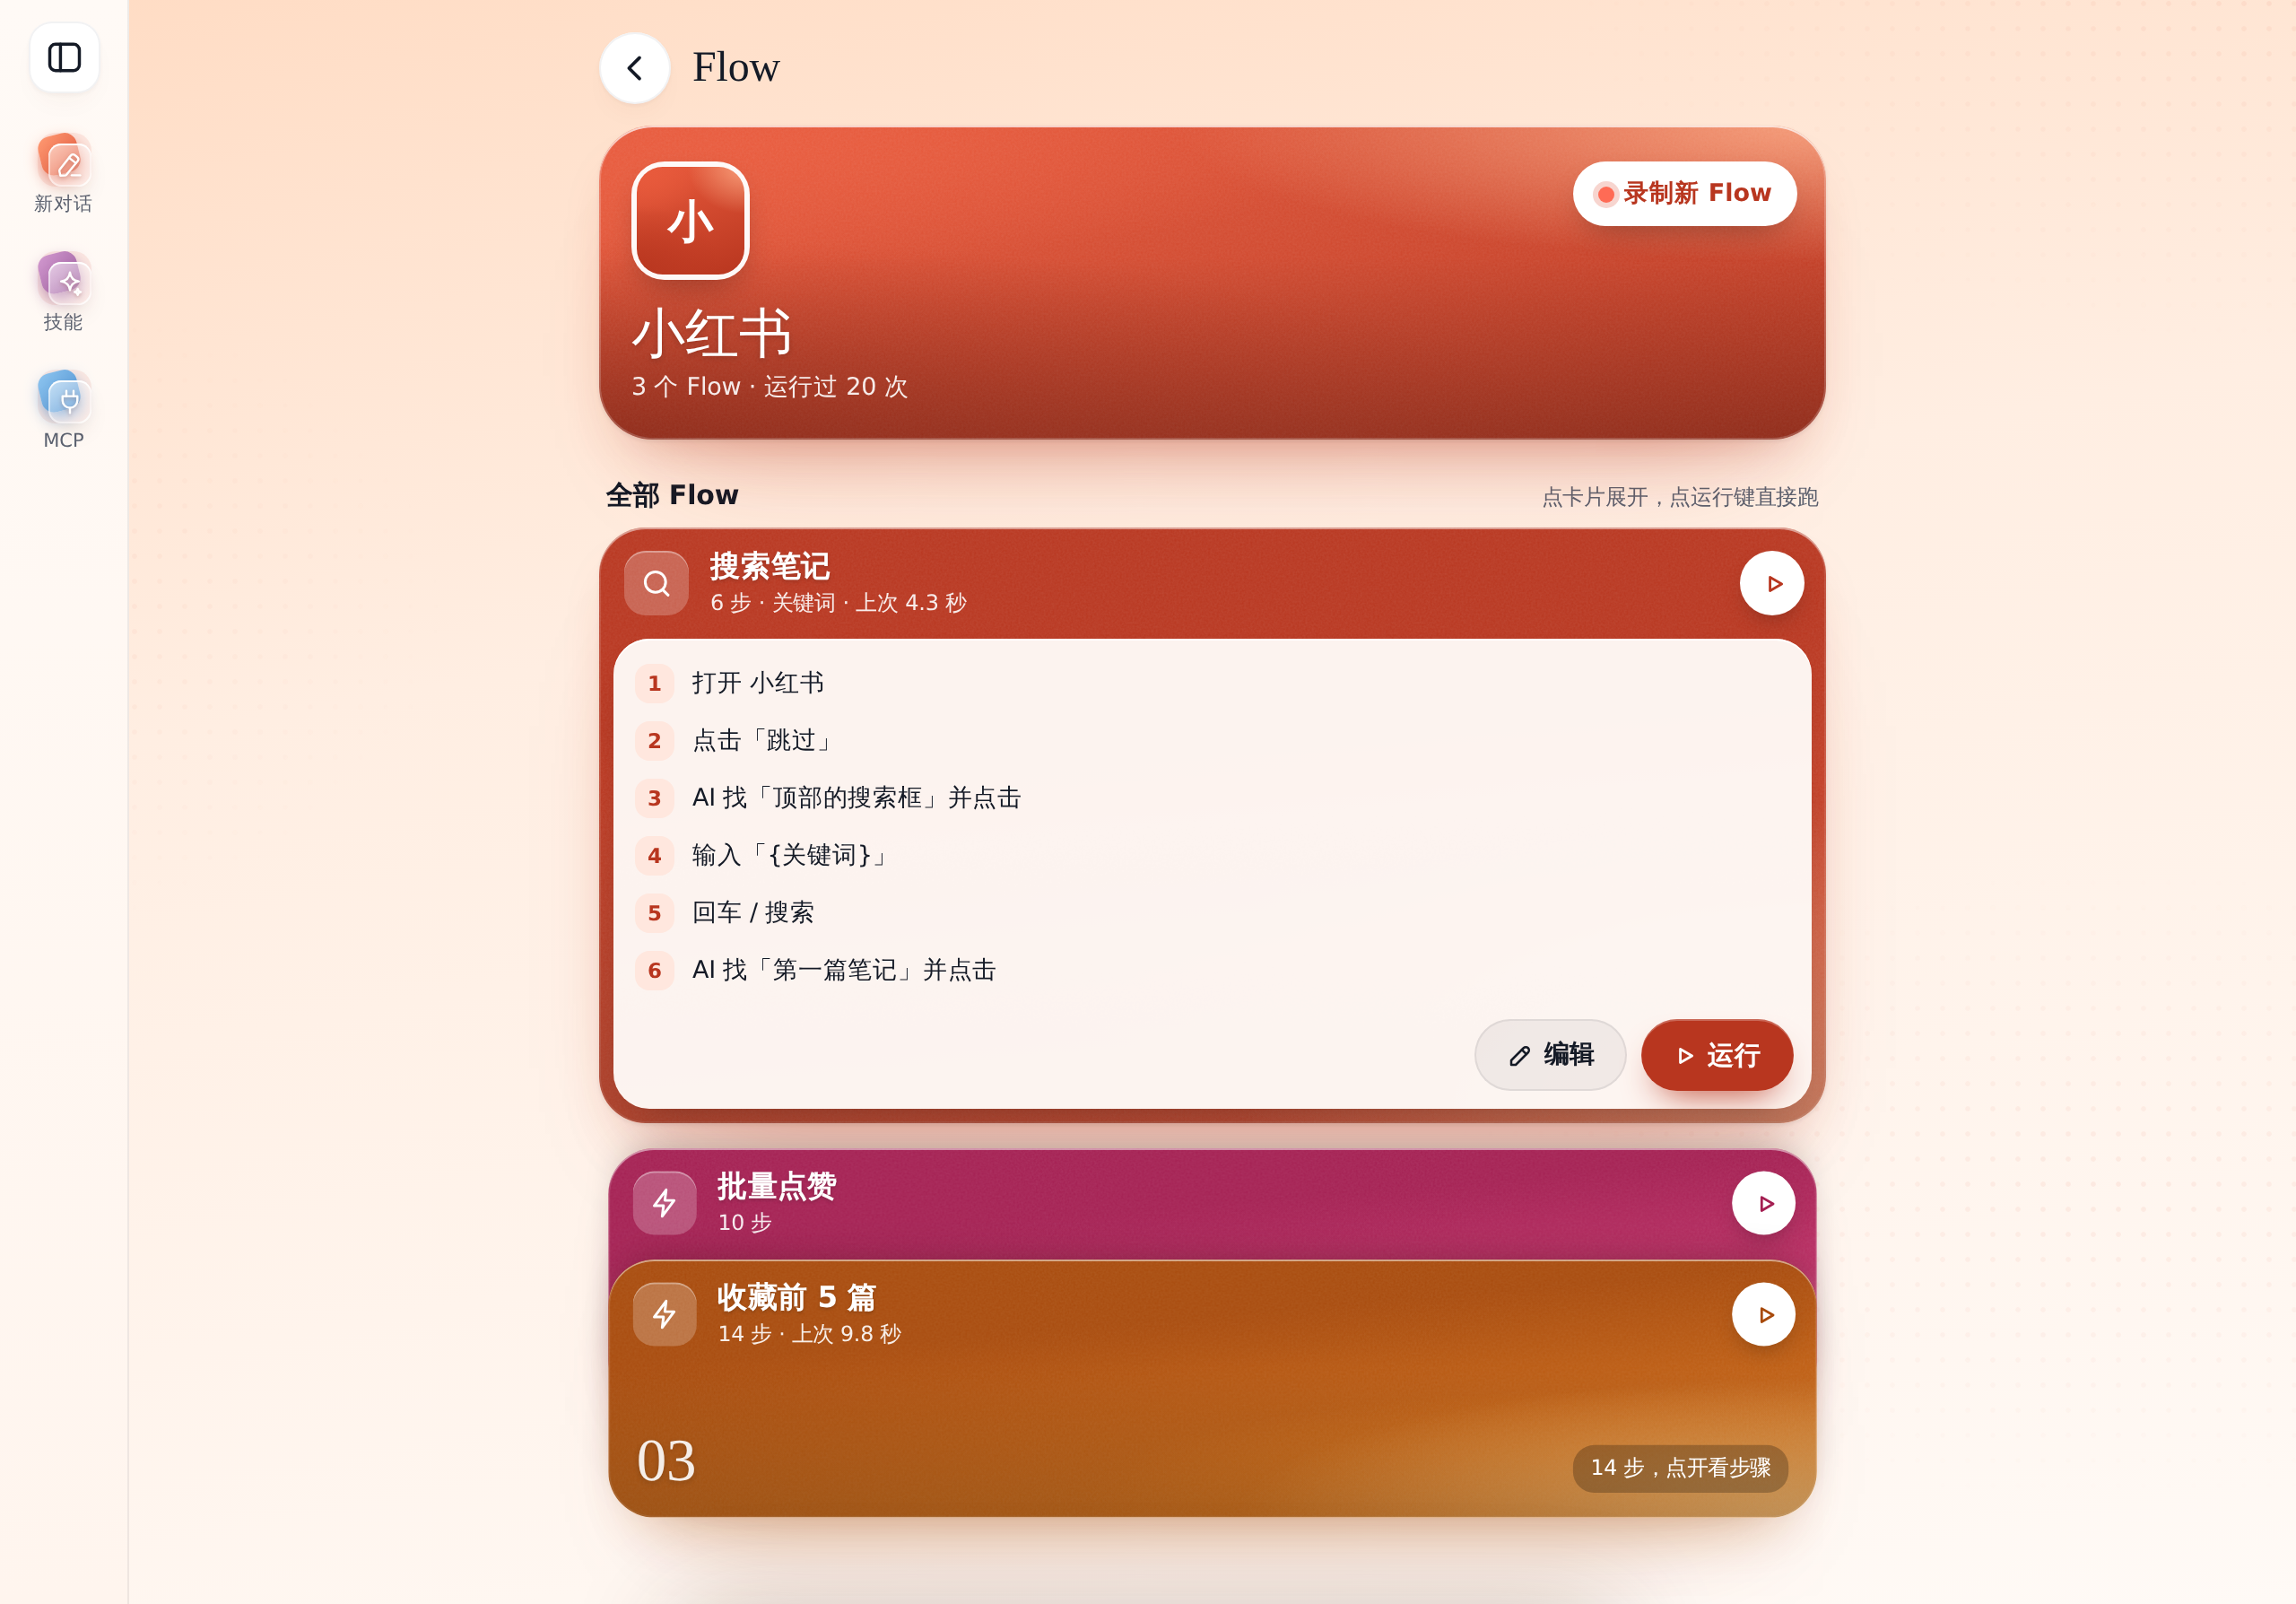 Flow
新对话
技能
MCP
小
录制新 Flow
小红书
3 个 Flow · 运行过 20 次
全部 Flow
点卡片展开，点运行键直接跑
搜索笔记
6 步 · 关键词 · 上次 4.3 秒
1 打开 小红书
2 点击「跳过」
3 AI 找「顶部的搜索框」并点击
4 输入「{关键词}」
5 回车 / 搜索
6 AI 找「第一篇笔记」并点击
编辑
运行
批量点赞
10 步
收藏前 5 篇
14 步 · 上次 9.8 秒
03
14 步，点开看步骤